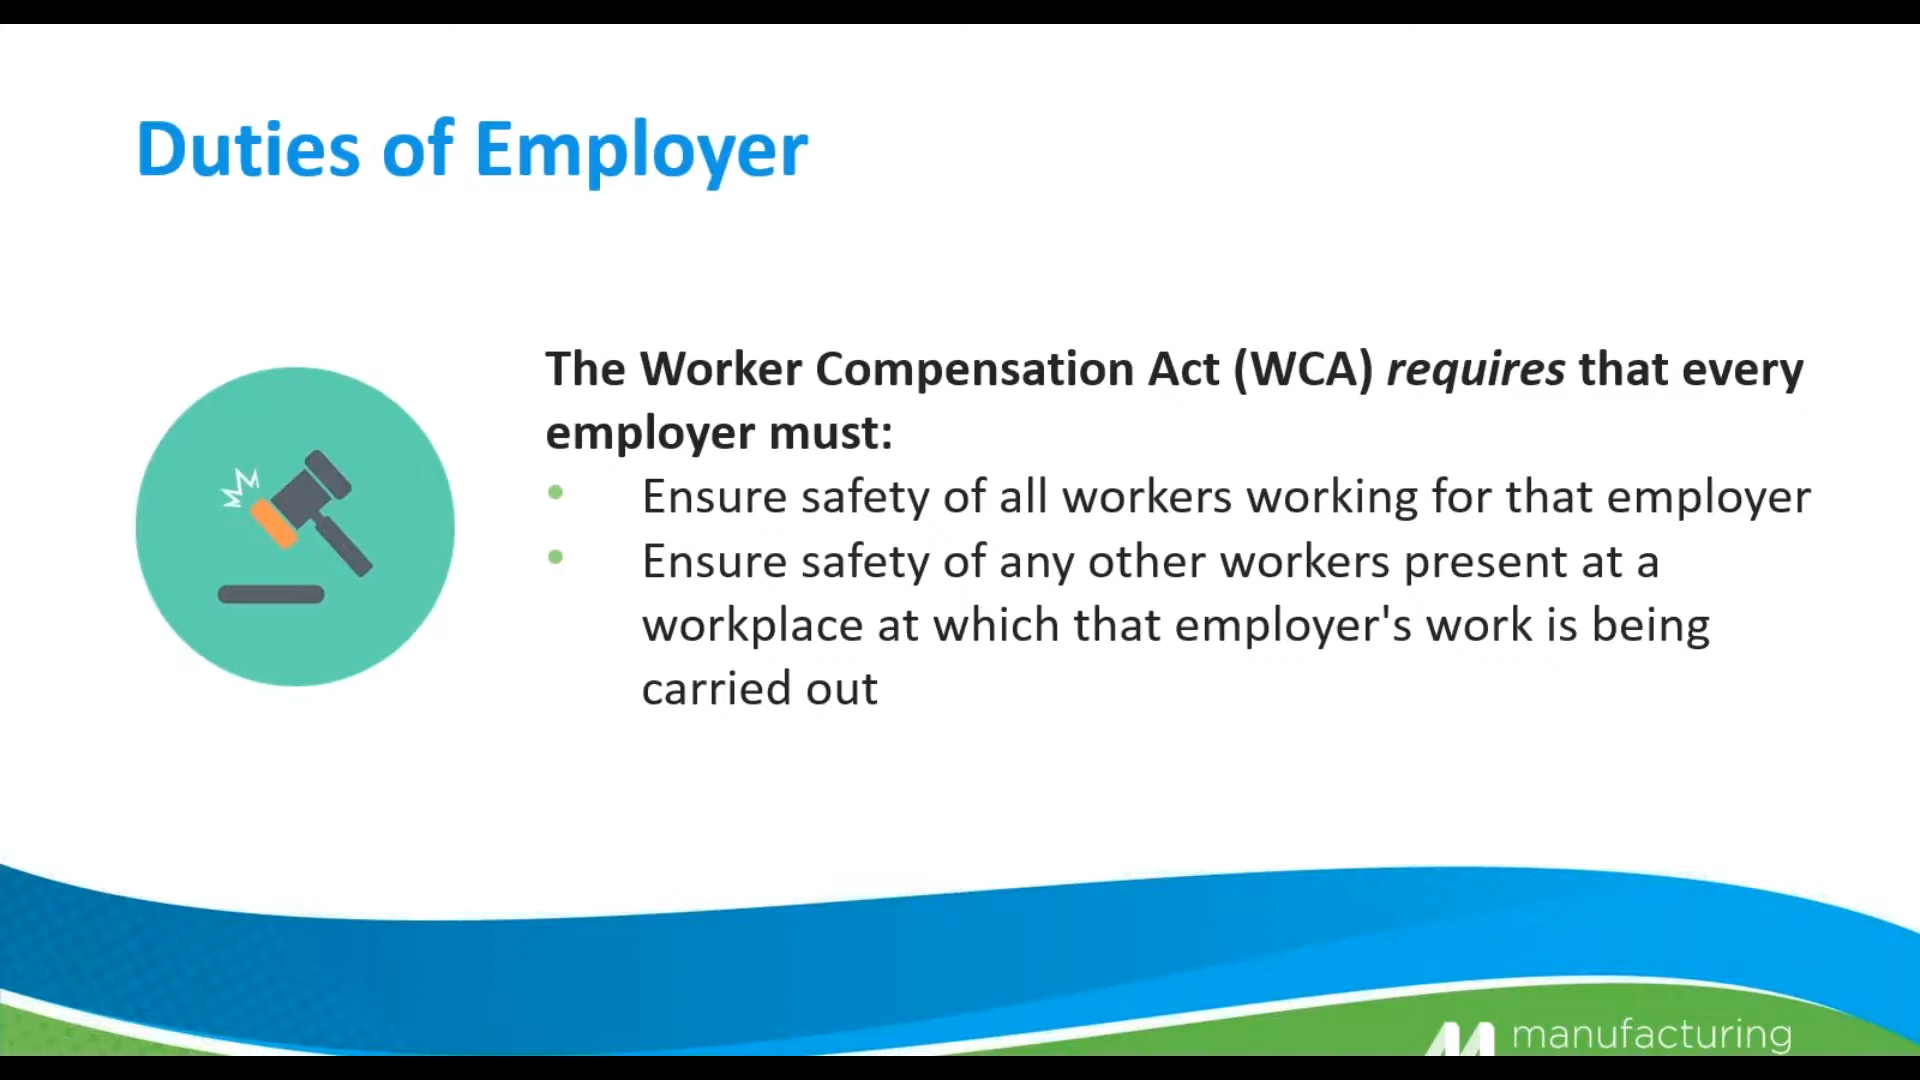 Duties of Employer
The Worker Compensation Act (WCA) requires that every
employer must:
• Ensure safety of all workers working for that employer
• Ensure safety of any other workers present at a
workplace at which that employer's work is being
carried out
manufacturing